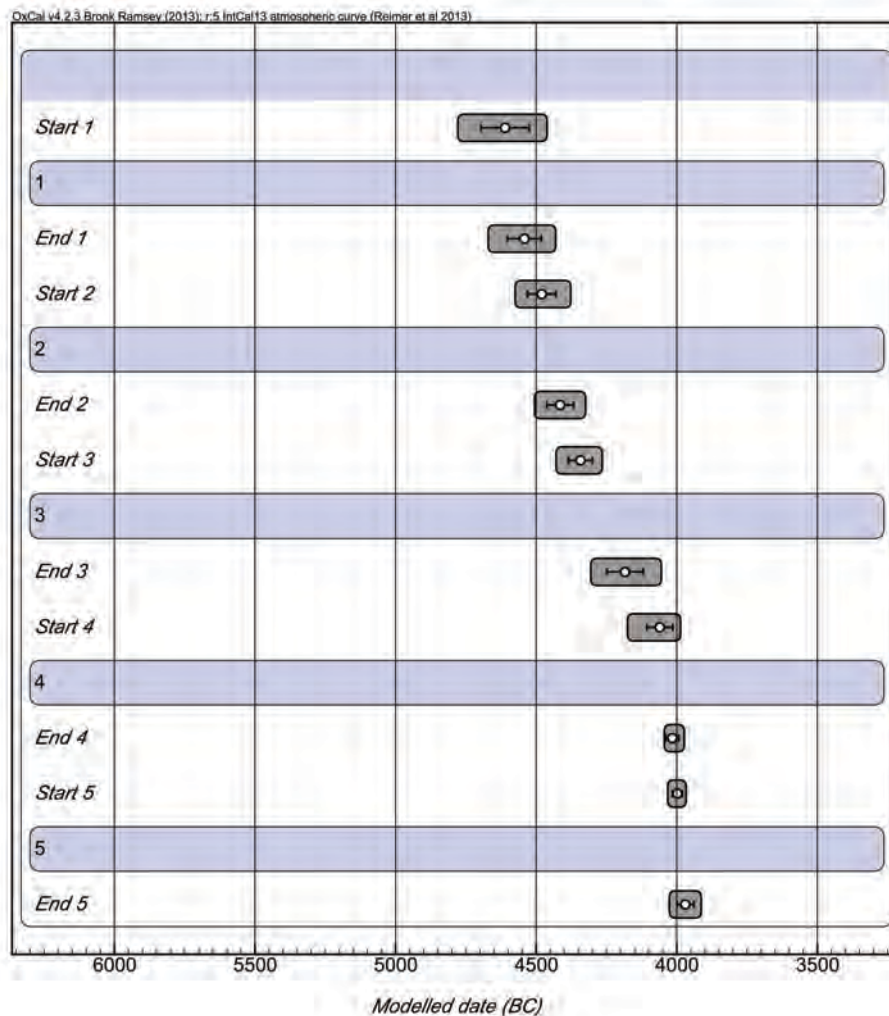 OxCal v4.2.3 Bronk Ramsey (2013); r:5 IntCal13 atmospheric curve (Reimer et al 2013)
Start 1
1
End 1
Start 2
2
End 2
Start 3
3
End 3
Start 4
4
End 4
Start 5
5
End 5
6000 5500 5000 4500 4000 3500
Modelled date (BC)